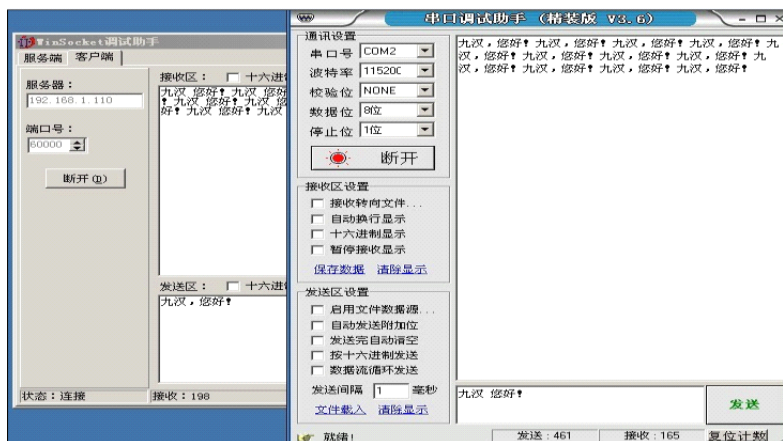 WinSocket调试助手
服务端 客户端
服务器：
192.168.1.110
端口号：
60000
断开(D)
接收区： 十六进
九汉 您好！九汉 您好
！九汉 您好！九汉 您
好！九汉 您好！九汉
发送区： 十六进
九汉，您好！
状态：连接 接收：198
串口调试助手 (精装版 V3.6)
通讯设置
串口号 COM2
波特率 11520C
校验位 NONE
数据位 8位
停止位 1位
断开
接收区设置
接收转向文件...
自动换行显示
十六进制显示
暂停接收显示
保存数据 清除显示
发送区设置
启用文件数据源...
自动发送附加位
发送完自动清空
按十六进制发送
数据流循环发送
发送间隔 1 毫秒
文件载入 清除显示
九汉，您好！九汉，您好！九汉，您好！九汉，您好！九
汉，您好！九汉，您好！九汉，您好！九汉，您好！九
汉，您好！九汉，您好！九汉，您好！九汉，您好！
九汉 您好！
发送
就绪！ 发送：461 接收：165 复位计数